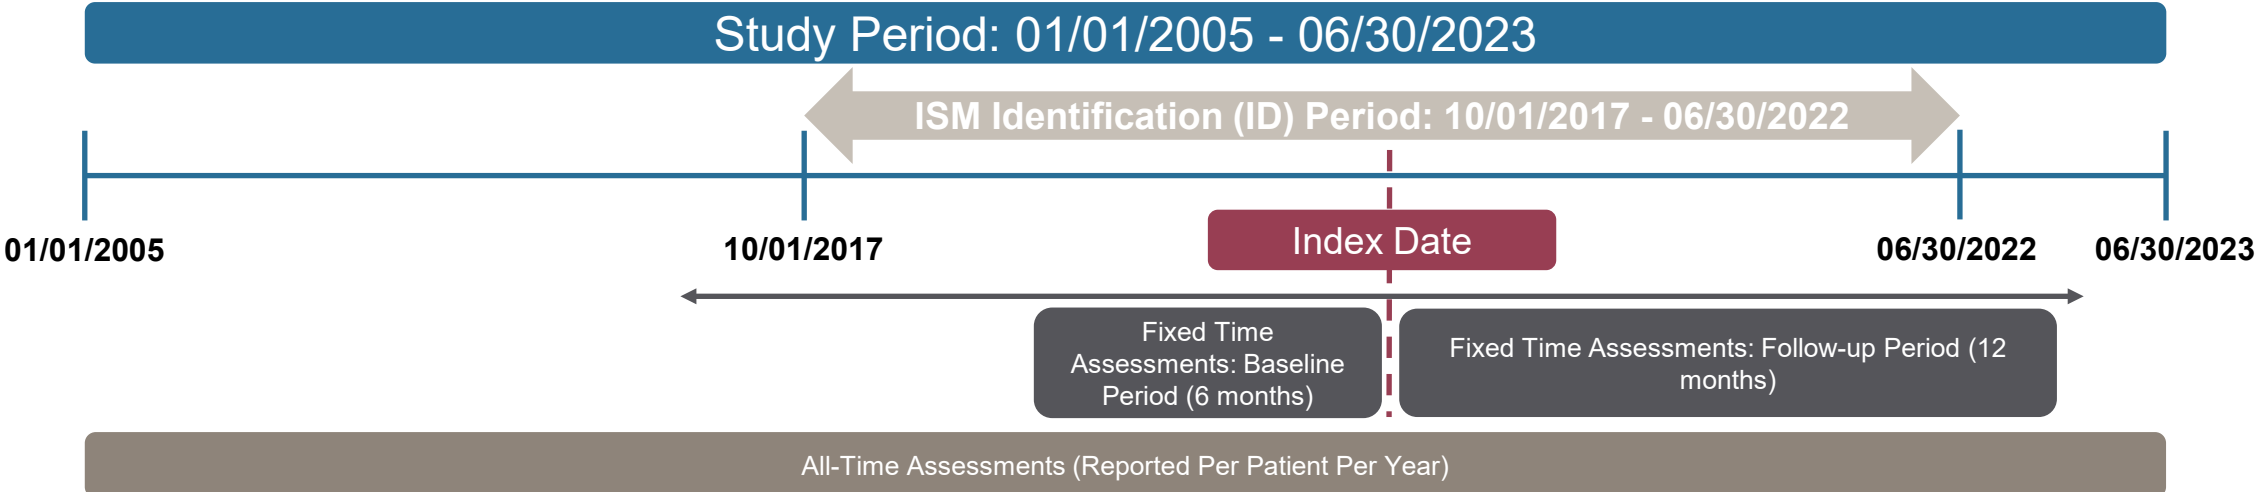 Study Period: 01/01/2005 - 06/30/2023
ISM Identification (ID) Period: 10/01/2017 - 06/30/2022
01/01/2005
10/01/2017
Index Date
06/30/2022
06/30/2023
Fixed Time
Assessments: Baseline
Period (6 months)
Fixed Time Assessments: Follow-up Period (12
months)
All-Time Assessments (Reported Per Patient Per Year)